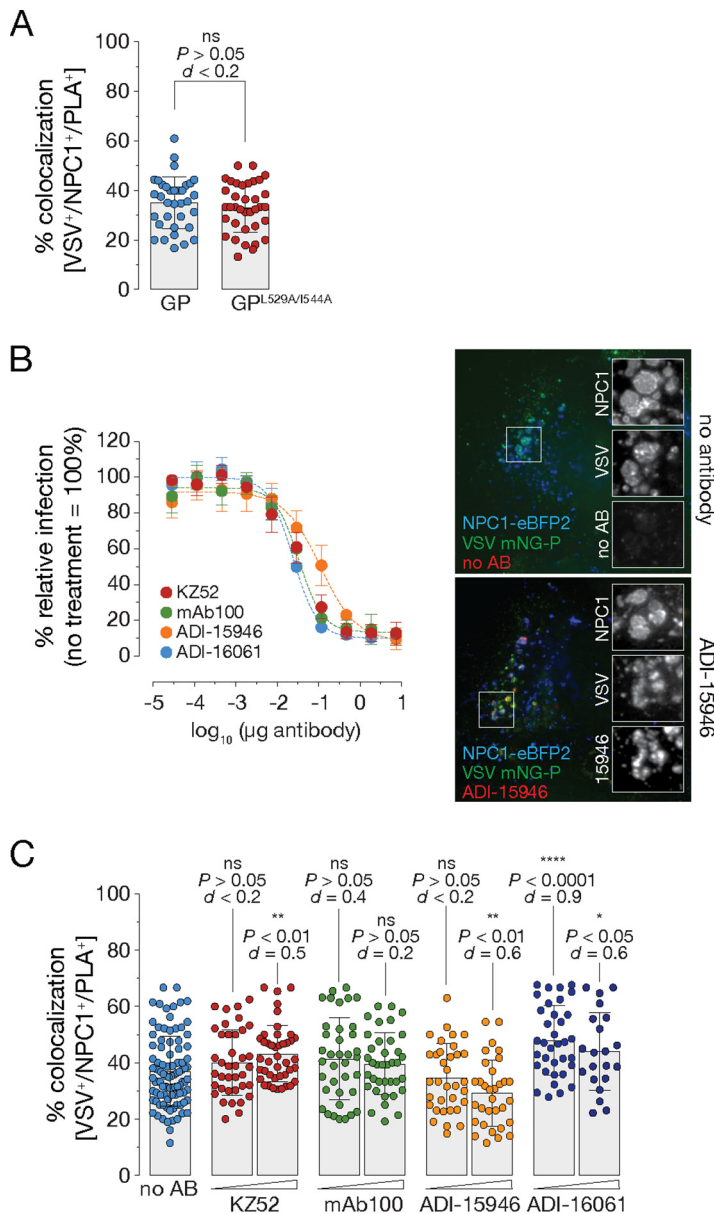 A
ns
P > 0.05
d < 0.2
100
80
60
40
20
0
% colocalization
[VSV+/NPC1+/PLA+]
GP
GPL529A/I544A
B
120
100
80
60
40
20
0
% relative infection
(no treatment = 100%)
KZ52
mAb100
ADI-15946
ADI-16061
-5 -4 -3 -2 -1 0 1
log10 (µg antibody)
NPC1
VSV
no AB
NPC1-eBFP2
VSV mNG-P
no AB
no antibody
NPC1
VSV
15946
NPC1-eBFP2
VSV mNG-P
ADI-15946
ADI-15946
C
ns
P > 0.05
d < 0.2
**
P < 0.01
d = 0.5
ns
P > 0.05
d = 0.4
ns
P > 0.05
d = 0.2
ns
P > 0.05
d < 0.2
**
P < 0.01
d = 0.6
****
P < 0.0001
d = 0.9
*
P < 0.05
d = 0.6
100
80
60
40
20
0
% colocalization
[VSV+/NPC1+/PLA+]
no AB
KZ52
mAb100
ADI-15946
ADI-16061